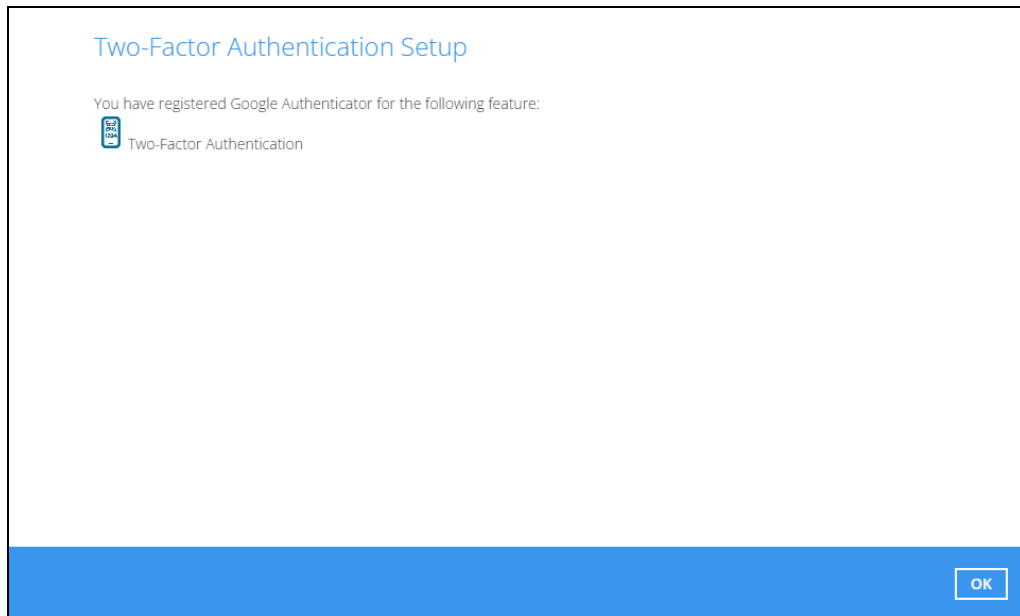 Two-Factor Authentication Setup
You have registered Google Authenticator for the following feature:
Two-Factor Authentication
OK